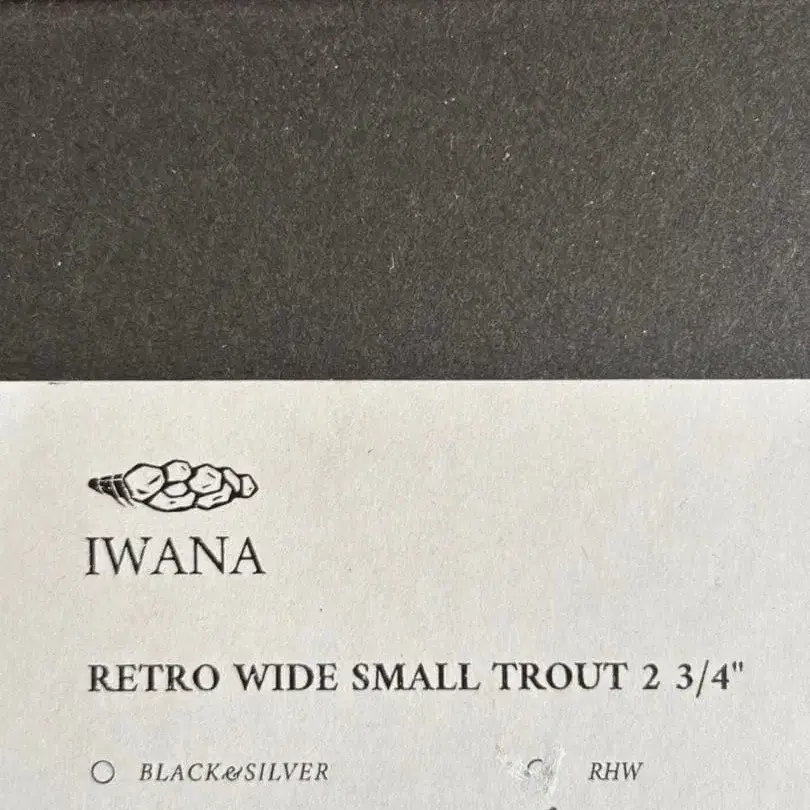 IWANA
RETRO WIDE SMALL TROUT 2 3/4"
BLACK&SILVER RHW